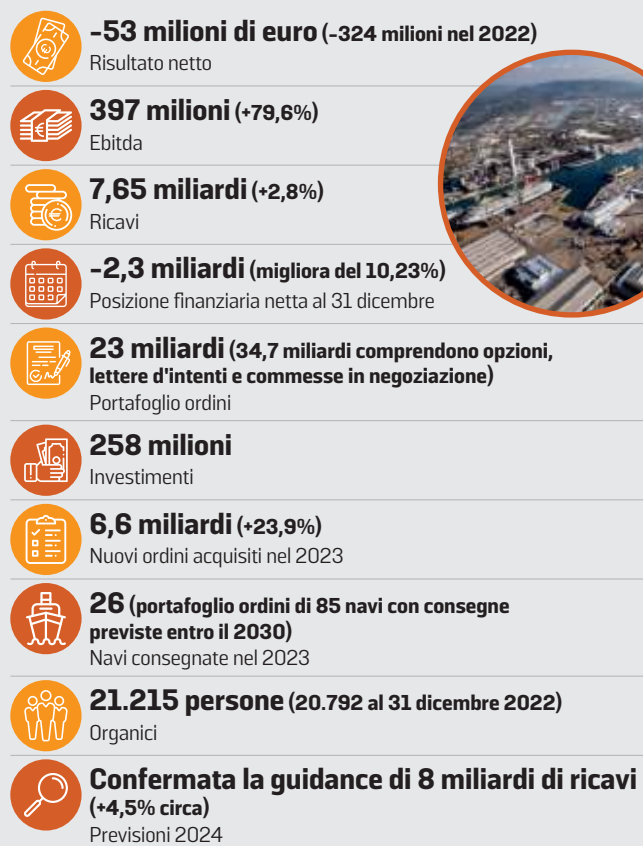 -53 milioni di euro (-324 milioni nel 2022)
Risultato netto
397 milioni (+79,6%)
Ebitda
7,65 miliardi (+2,8%)
Ricavi
-2,3 miliardi (migliora del 10,23%)
Posizione finanziaria netta al 31 dicembre
23 miliardi (34,7 miliardi comprendono opzioni,
lettere d'intenti e commesse in negoziazione)
Portafoglio ordini
258 milioni
Investimenti
6,6 miliardi (+23,9%)
Nuovi ordini acquisiti nel 2023
26 (portafoglio ordini di 85 navi con consegne
previste entro il 2030)
Navi consegnate nel 2023
21.215 persone (20.792 al 31 dicembre 2022)
Organici
Confermata la guidance di 8 miliardi di ricavi
(+4,5% circa)
Previsioni 2024